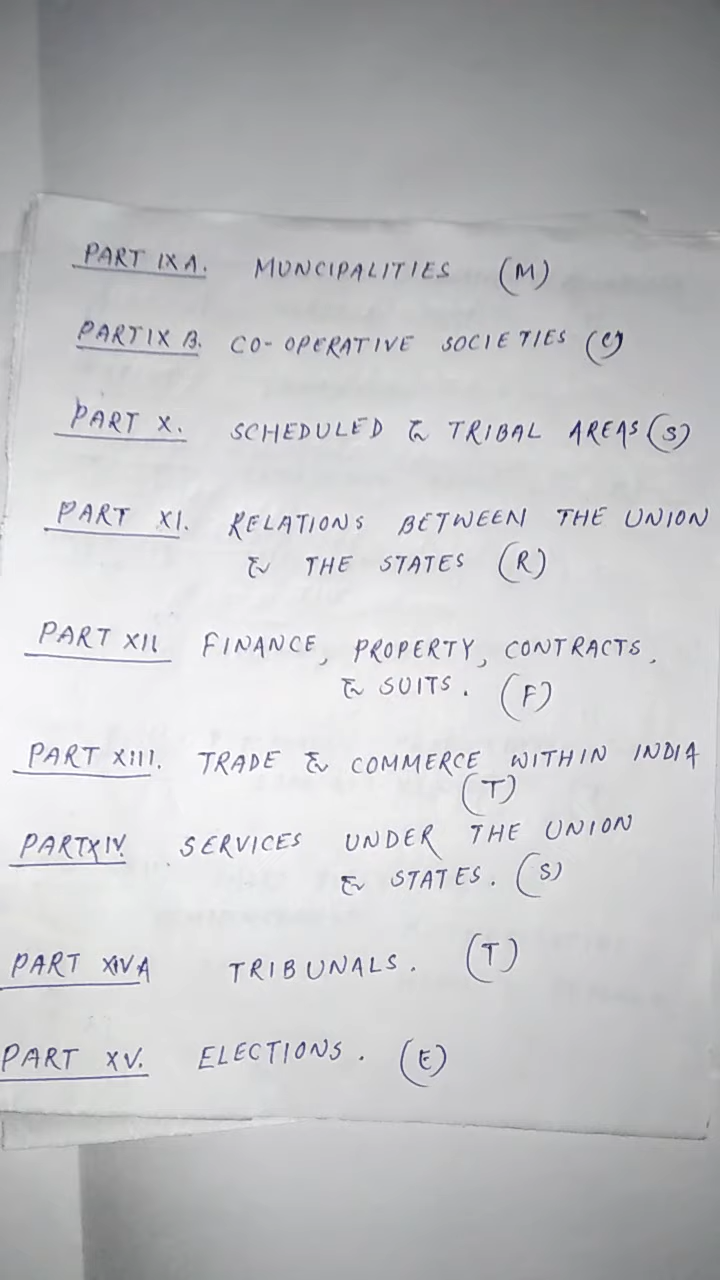 PART IX A. MUNCIPALITIES (M)
PART IX B. CO-OPERATIVE SOCIETIES (C)
PART X. SCHEDULED & TRIBAL AREAS (S)
PART XI. RELATIONS BETWEEN THE UNION
& THE STATES (R)
PART XII FINANCE, PROPERTY, CONTRACTS,
& SUITS. (F)
PART XIII. TRADE & COMMERCE WITHIN INDIA
(T)
PART XIV. SERVICES UNDER THE UNION
& STATES. (S)
PART XIV A TRIBUNALS. (T)
PART XV. ELECTIONS. (E)